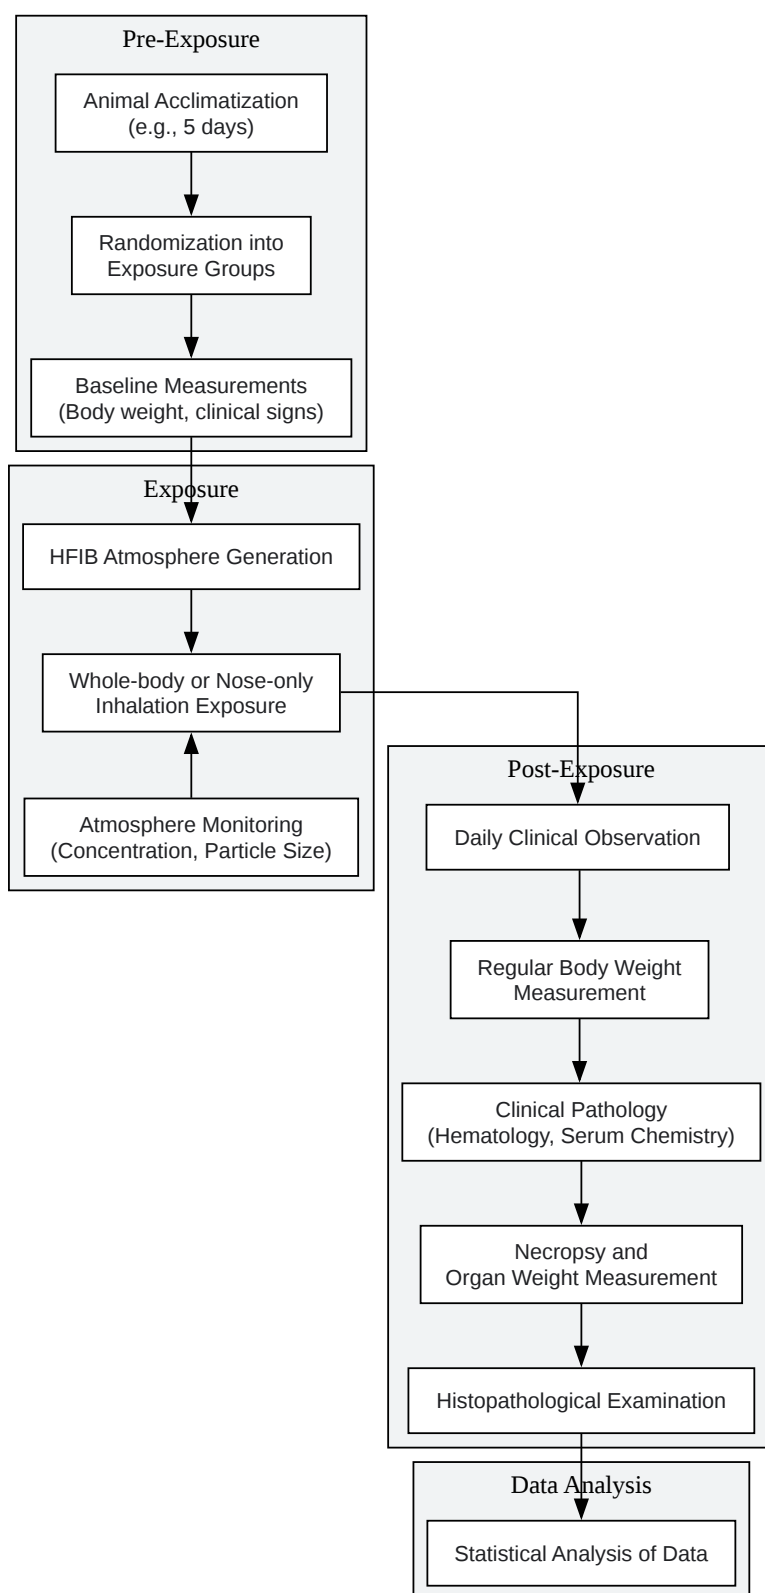 Pre-Exposure
Animal Acclimatization
(e.g., 5 days)
Randomization into
Exposure Groups
Baseline Measurements
(Body weight, clinical signs)
Exposure
HFIB Atmosphere Generation
Whole-body or Nose-only
Inhalation Exposure
Atmosphere Monitoring
(Concentration, Particle Size)
Post-Exposure
Daily Clinical Observation
Regular Body Weight
Measurement
Clinical Pathology
(Hematology, Serum Chemistry)
Necropsy and
Organ Weight Measurement
Histopathological Examination
Data Analysis
Statistical Analysis of Data